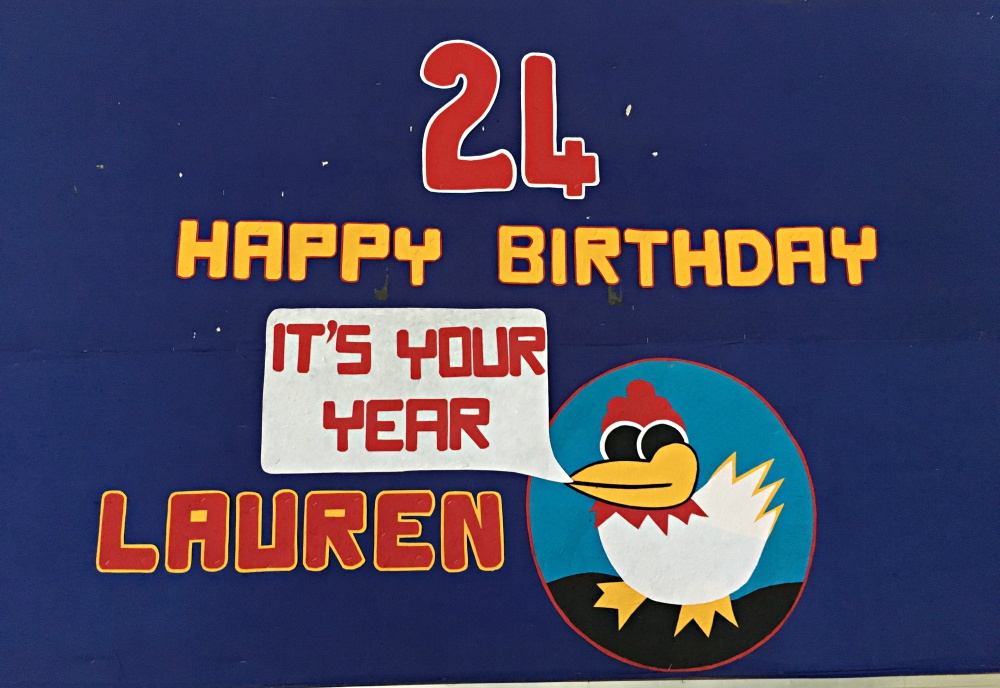 24
HAPPY BIRTHDAY
IT'S YOUR
YEAR
LAUREN